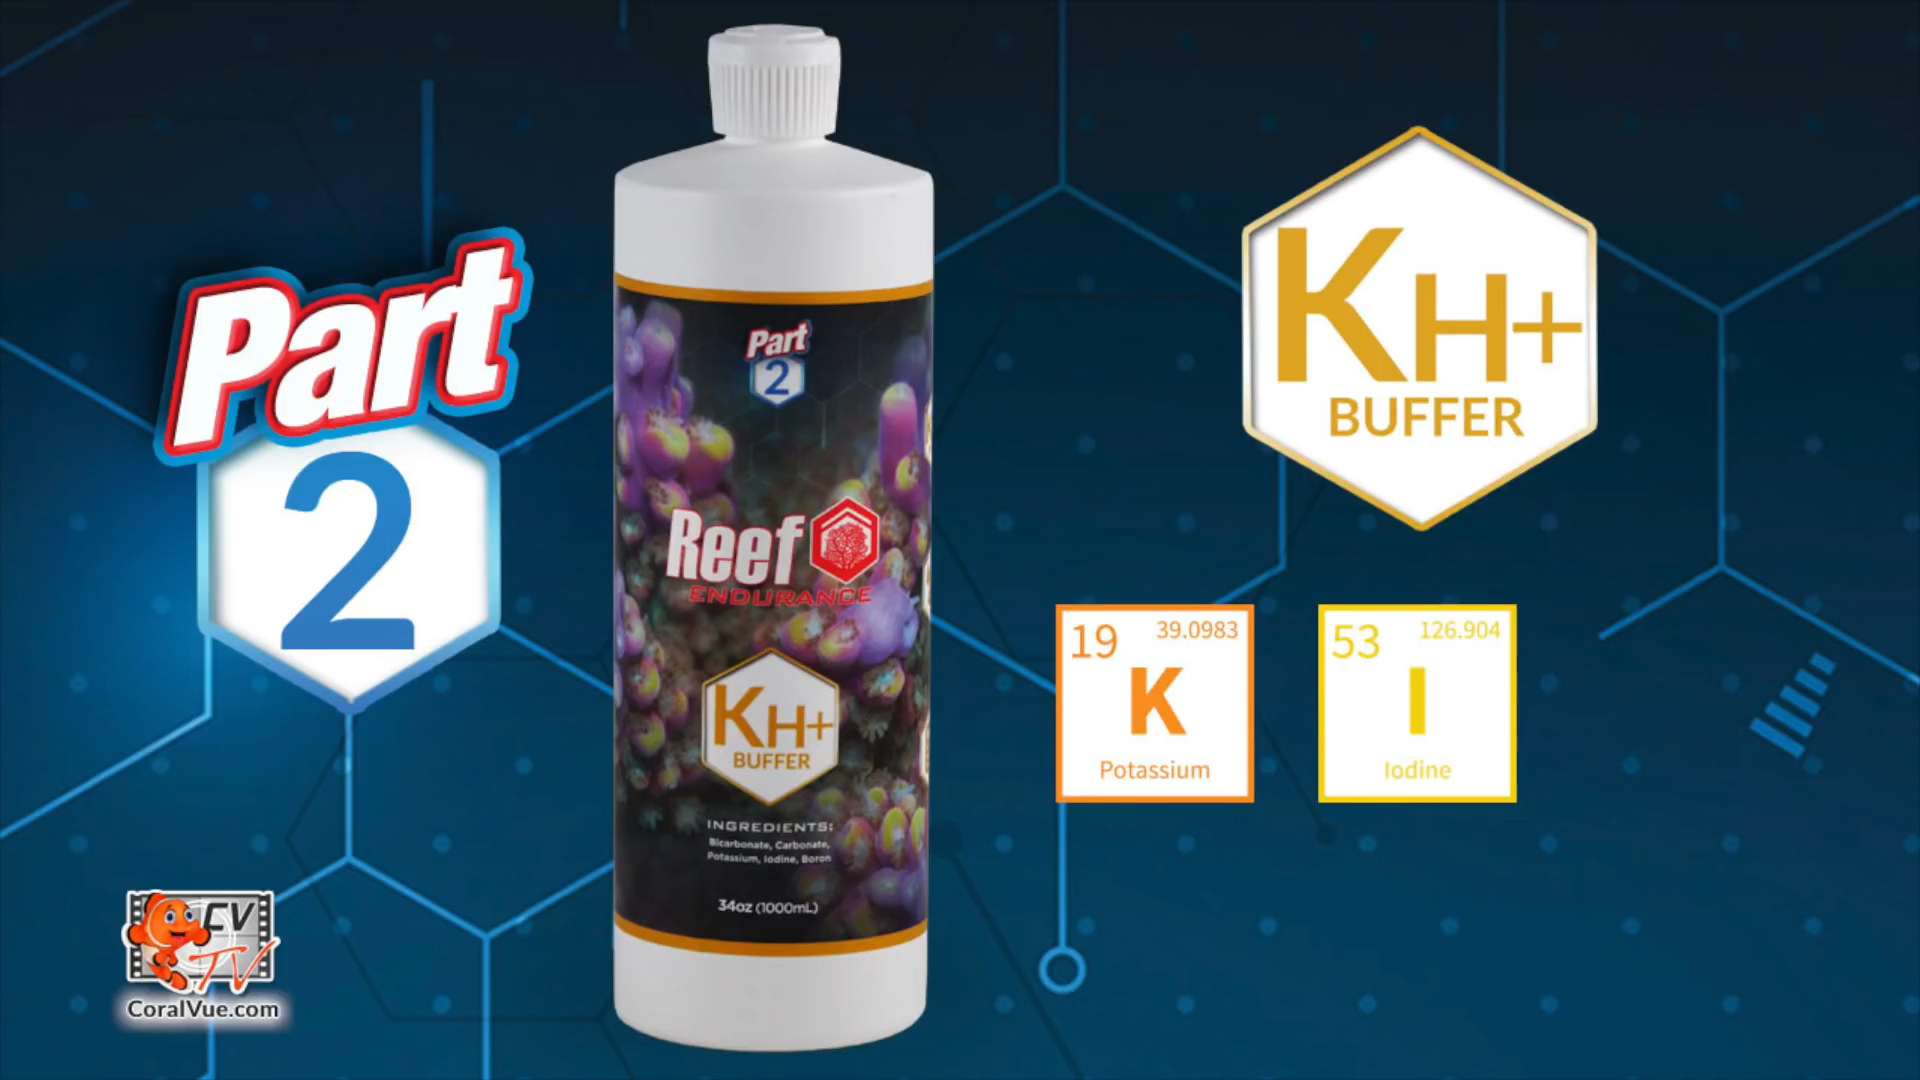 Part
2
Part
2
Reef
ENDURANCE
KH+
BUFFER
INGREDIENTS:
Bicarbonate, Carbonate,
Potassium, Iodine, Boron
34oz (1000mL)
KH+
BUFFER
19 39.0983
K
Potassium
53 126.904
I
Iodine
CV
TV
CoralVue.com